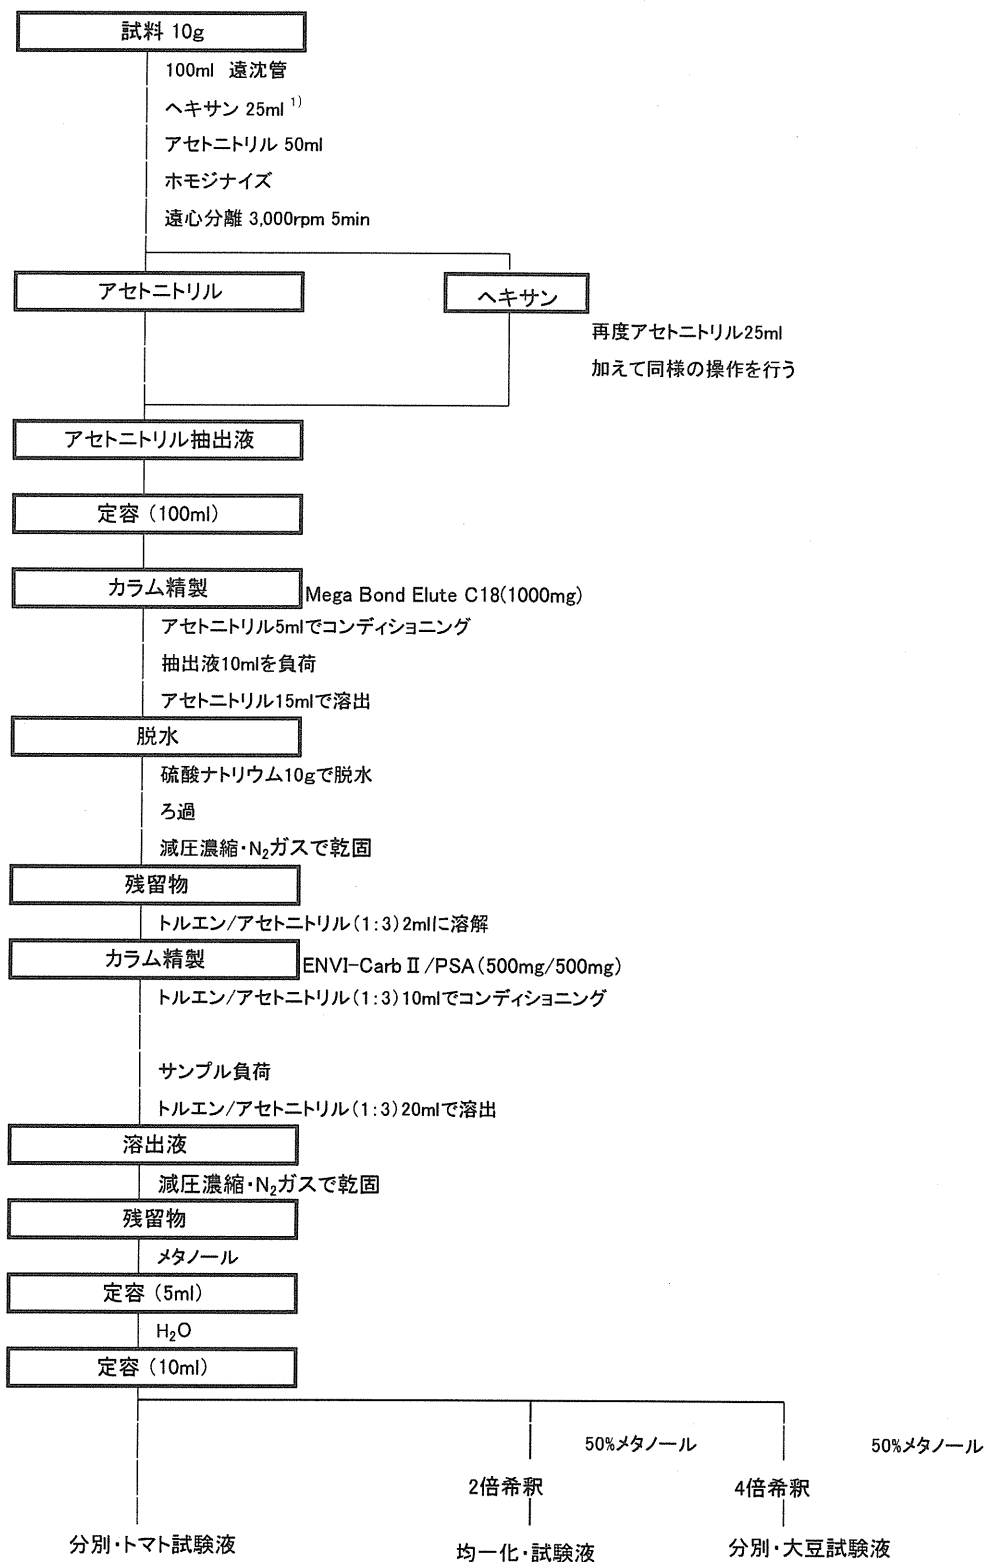 試料 10g
100ml 遠沈管
ヘキサン 25ml 1)
アセトニトリル 50ml
ホモジナイズ
遠心分離 3,000rpm 5min
アセトニトリル
ヘキサン
再度アセトニトリル25ml
加えて同様の操作を行う
アセトニトリル抽出液
定容（100ml）
カラム精製
Mega Bond Elute C18(1000mg)
アセトニトリル5mlでコンディショニング
抽出液10mlを負荷
アセトニトリル15mlで溶出
脱水
硫酸ナトリウム10gで脱水
ろ過
減圧濃縮・N₂ガスで乾固
残留物
トルエン/アセトニトリル（1:3）2mlに溶解
カラム精製
ENVI-Carb Ⅱ/PSA（500mg/500mg）
トルエン/アセトニトリル（1:3）10mlでコンディショニング
サンプル負荷
トルエン/アセトニトリル（1:3）20mlで溶出
溶出液
減圧濃縮・N₂ガスで乾固
残留物
メタノール
定容（5ml）
H₂O
定容（10ml）
50%メタノール
50%メタノール
2倍希釈
4倍希釈
分別・トマト試験液
均一化・試験液
分別・大豆試験液